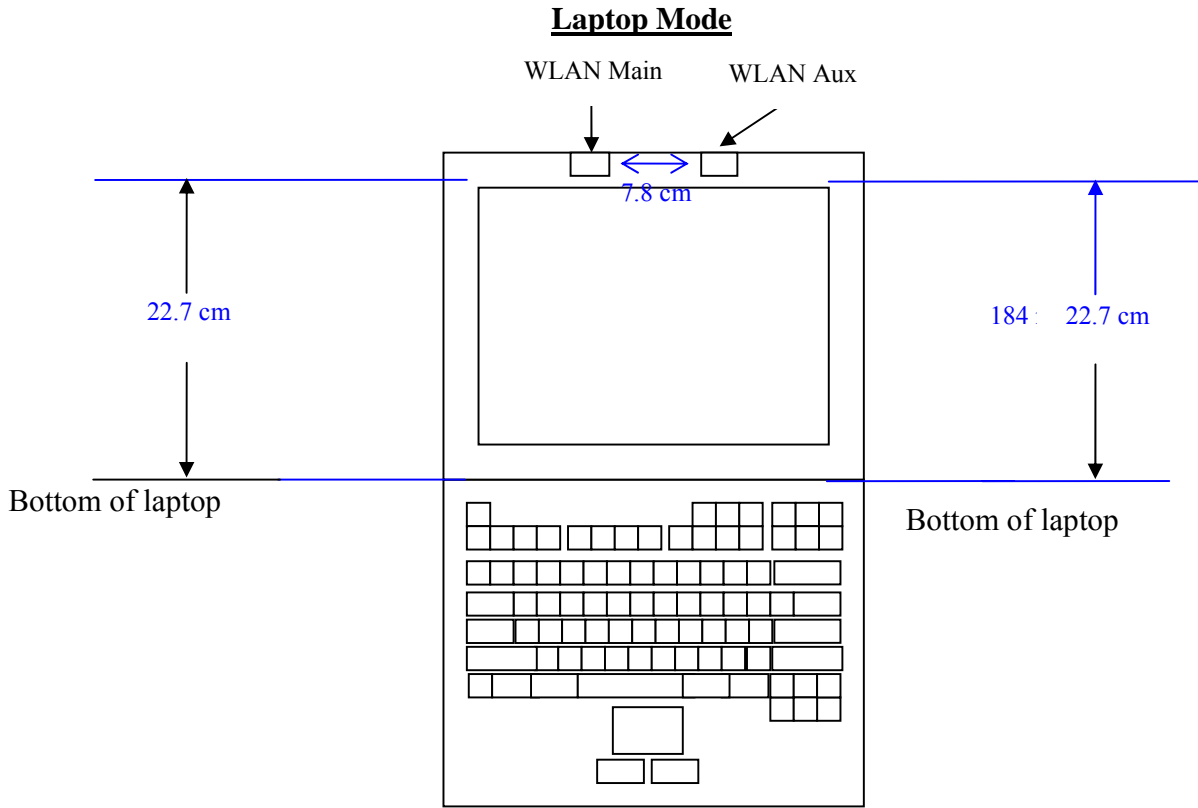 Laptop Mode
WLAN Main
WLAN Aux
7.8 cm
22.7 cm
184 22.7 cm
Bottom of laptop
Bottom of laptop